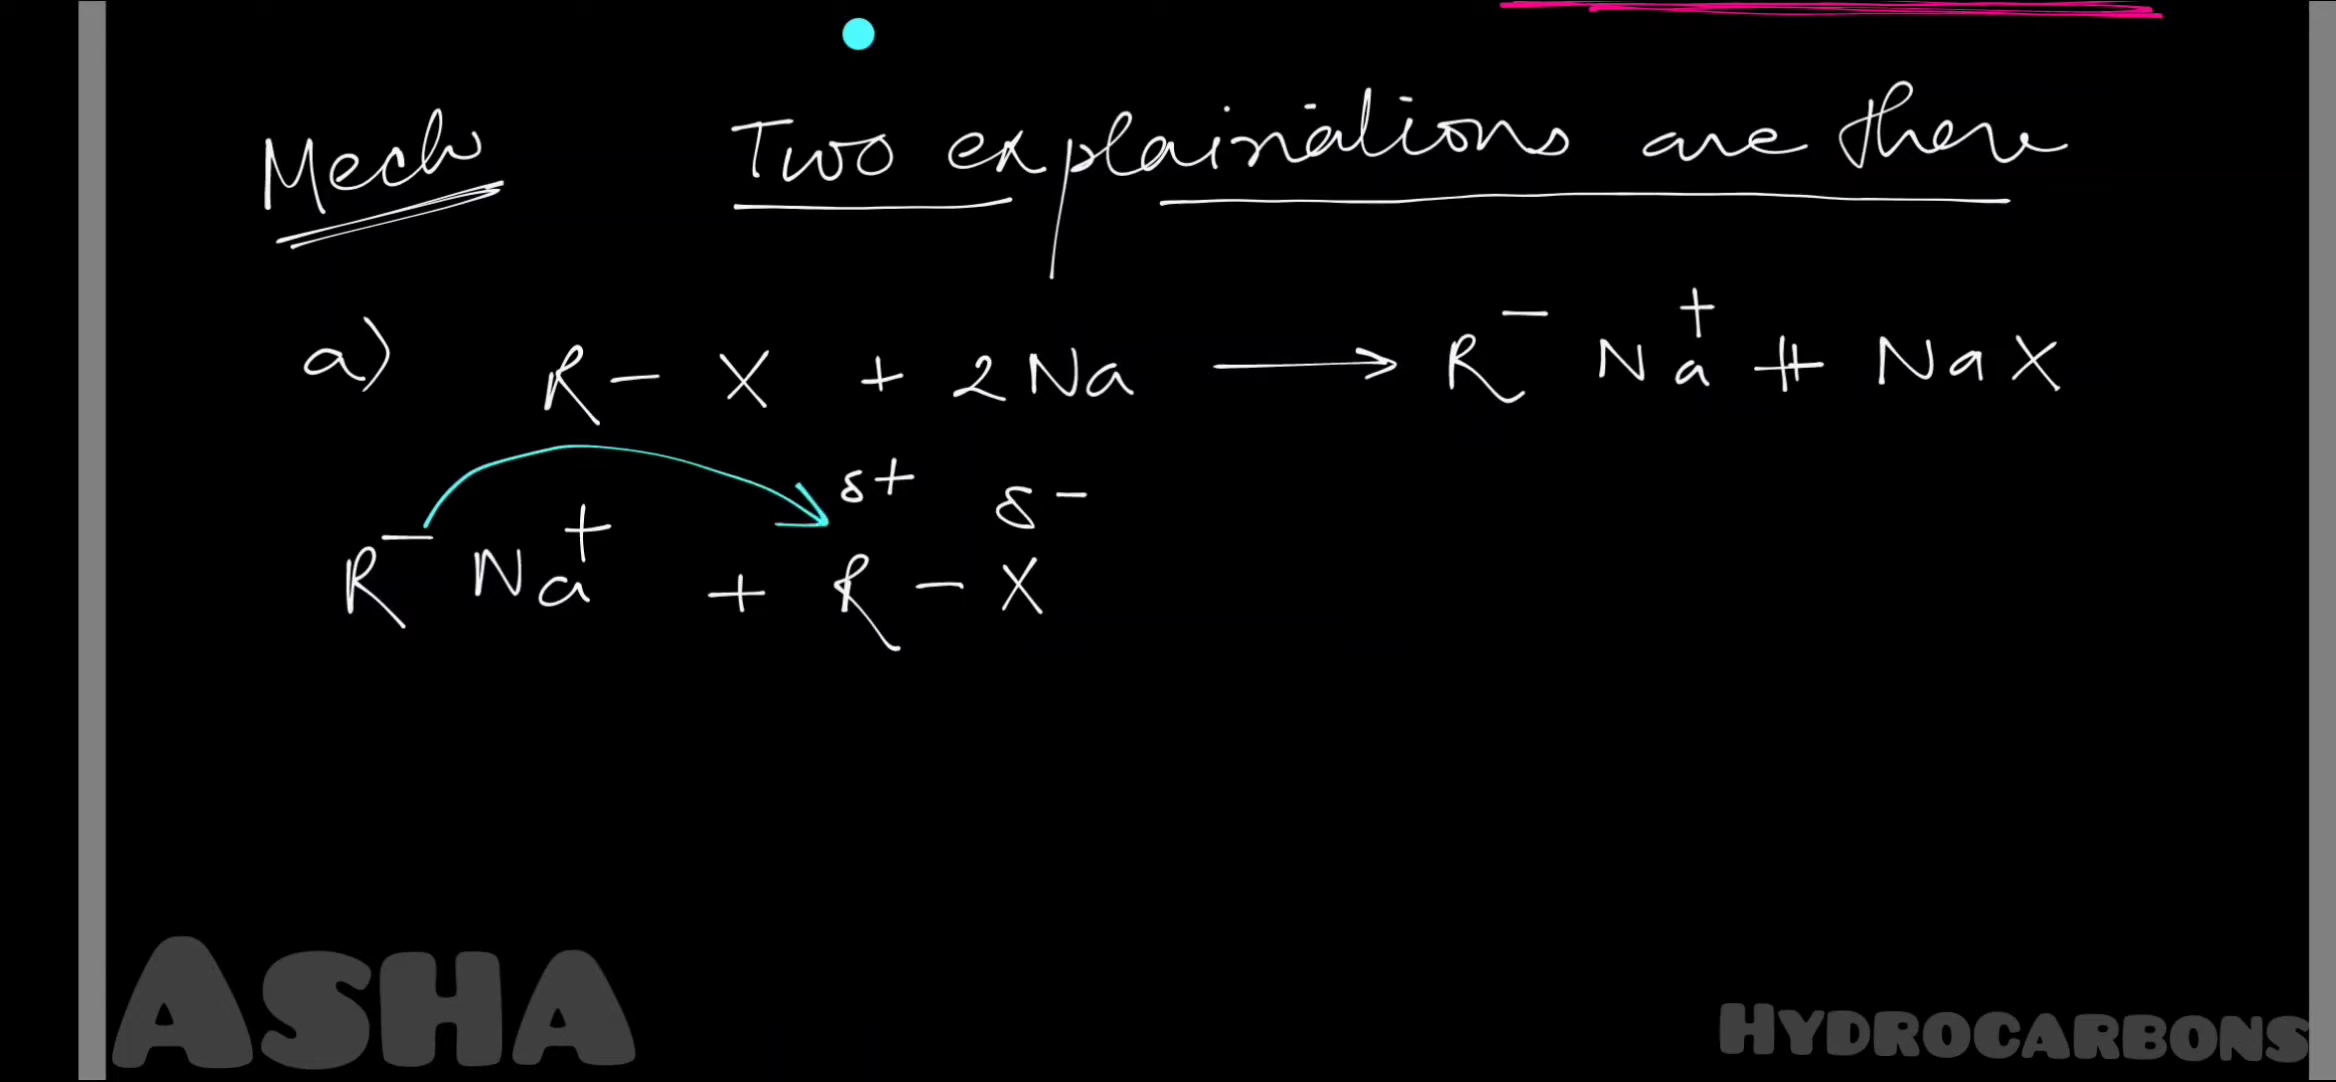 Mech Two explainations are there
a) R - X + 2Na ⟶ R⁻ Na⁺ + NaX
δ+ δ-
R⁻ Na⁺ + R - X
ASHA HYDROCARBONS